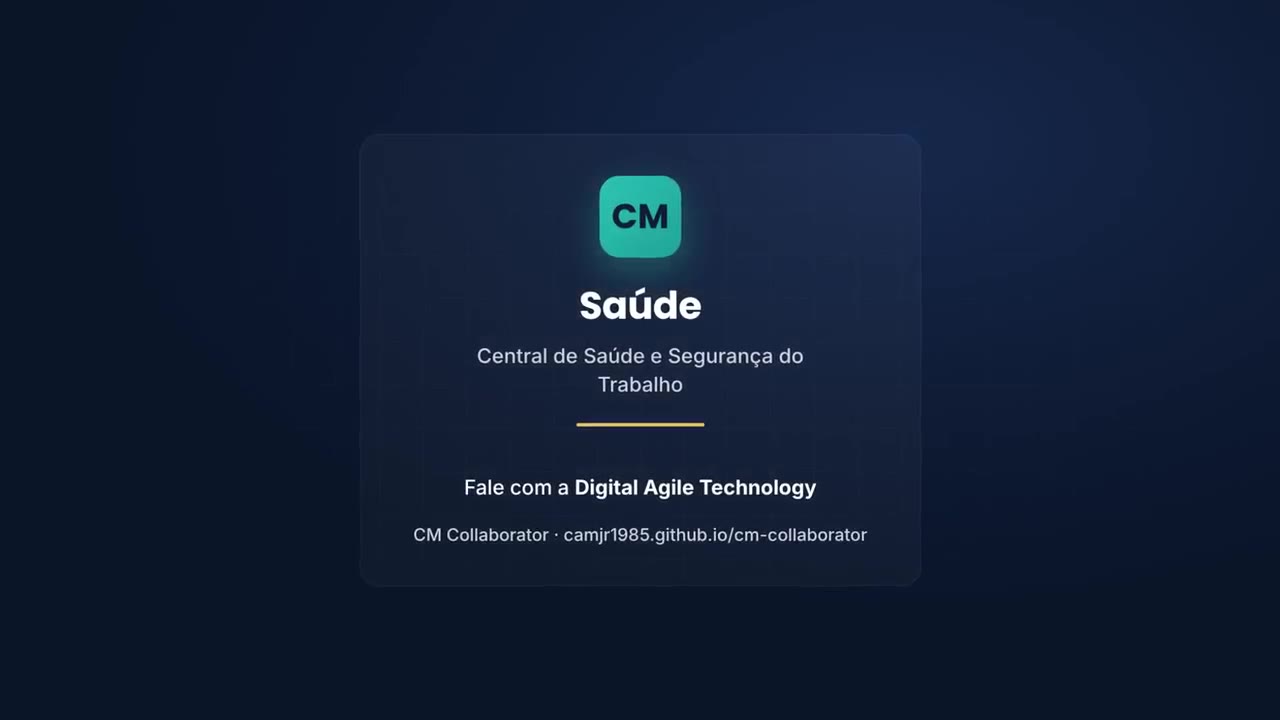 CM
Saúde
Central de Saúde e Segurança do
Trabalho
Fale com a Digital Agile Technology
CM Collaborator · camjr1985.github.io/cm-collaborator